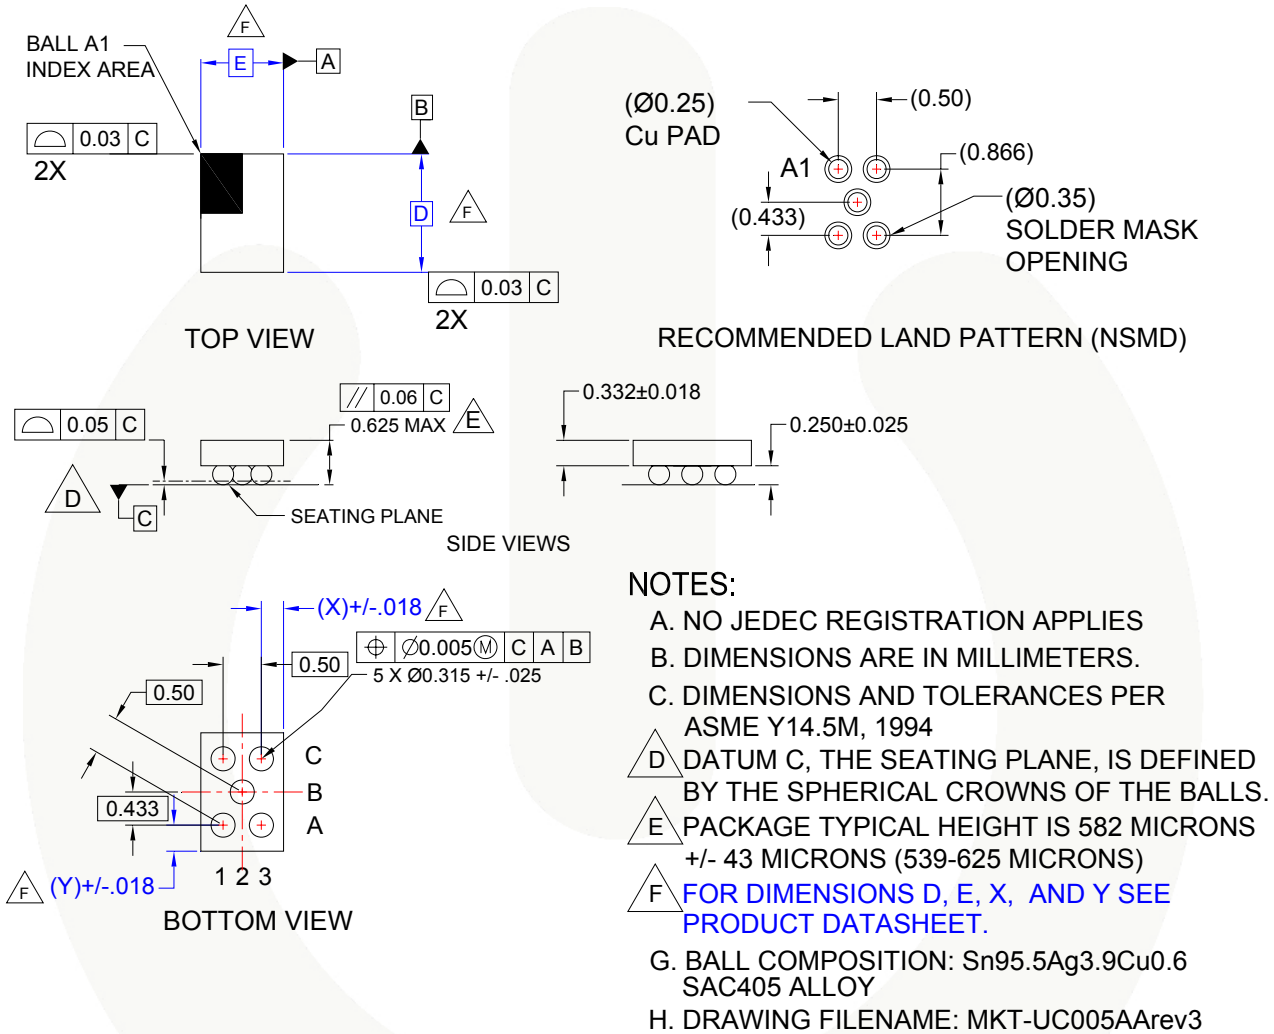 BALL A1
INDEX AREA
F
E
A
B
0.03 C
2X
D
F
0.03 C
2X
TOP VIEW
(Ø0.25)
Cu PAD
(0.50)
A1
(0.866)
(0.433)
(Ø0.35)
SOLDER MASK
OPENING
RECOMMENDED LAND PATTERN (NSMD)
// 0.06 C
0.625 MAX E
0.05 C
D
C
SEATING PLANE
0.332±0.018
0.250±0.025
SIDE VIEWS
(X)+/-.018 F
Ø0.005Ⓜ C A B
5 X Ø0.315 +/- .025
0.50
0.50
0.433
C
B
A
1 2 3
F (Y)+/-.018
BOTTOM VIEW
NOTES:
A. NO JEDEC REGISTRATION APPLIES
B. DIMENSIONS ARE IN MILLIMETERS.
C. DIMENSIONS AND TOLERANCES PER
ASME Y14.5M, 1994
D DATUM C, THE SEATING PLANE, IS DEFINED
BY THE SPHERICAL CROWNS OF THE BALLS.
E PACKAGE TYPICAL HEIGHT IS 582 MICRONS
+/- 43 MICRONS (539-625 MICRONS)
F FOR DIMENSIONS D, E, X, AND Y SEE
PRODUCT DATASHEET.
G. BALL COMPOSITION: Sn95.5Ag3.9Cu0.6
SAC405 ALLOY
H. DRAWING FILENAME: MKT-UC005AArev3